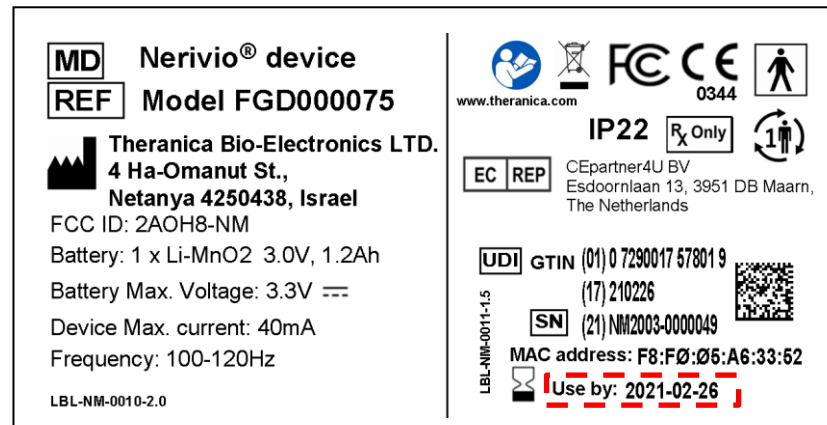 MD Nerivio® device
REF Model FGD000075
Theranica Bio-Electronics LTD.
4 Ha-Omanut St.,
Netanya 4250438, Israel
FCC ID: 2AOH8-NM
Battery: 1 x Li-MnO2 3.0V, 1.2Ah
Battery Max. Voltage: 3.3V
Device Max. current: 40mA
Frequency: 100-120Hz
LBL-NM-0010-2.0
FC CE
0344
www.theranica.com
IP22 Rx Only 1
EC REP
CEpartner4U BV
Esdoornlaan 13, 3951 DB Maarn,
The Netherlands
UDI GTIN (01) 0 7290017 57801 9
(17) 210226
SN (21) NM2003-0000049
MAC address: F8:FØ:Ø5:A6:33:52
Use by: 2021-02-26
LBL-NM-0011-1.5